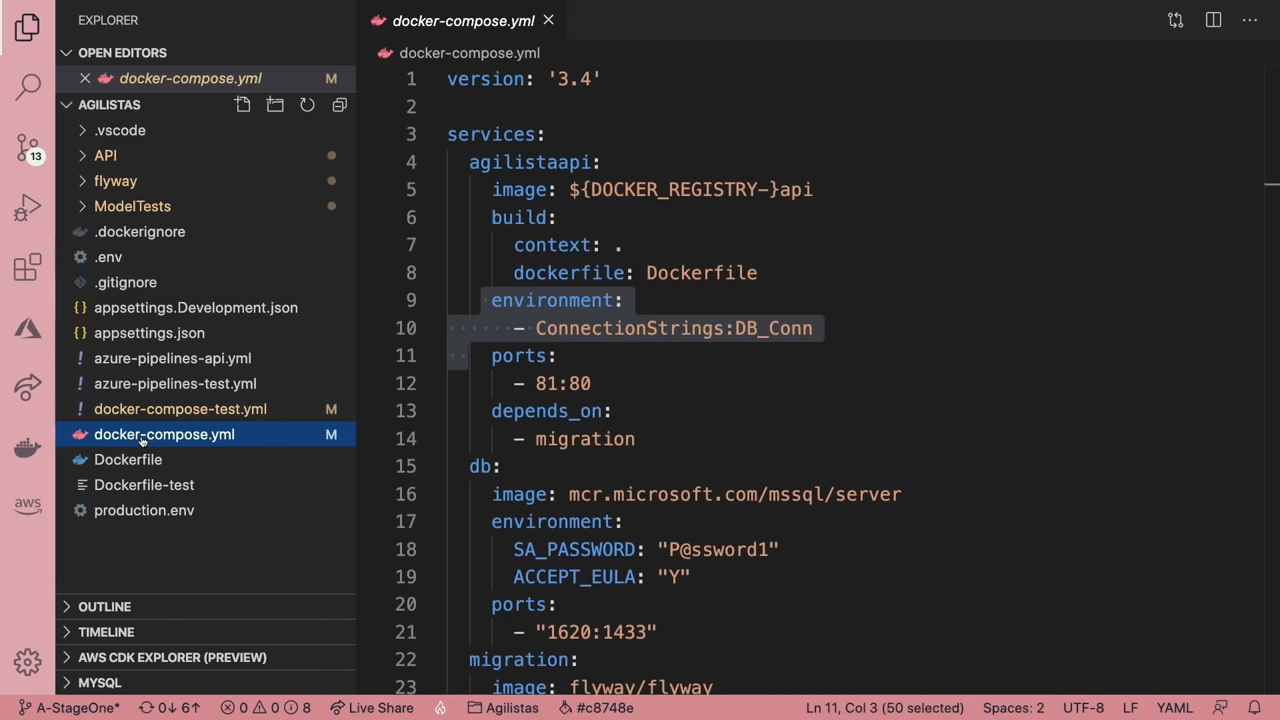 EXPLORER
OPEN EDITORS
docker-compose.yml M
AGILISTAS
.vscode
API
flyway
ModelTests
.dockerignore
.env
.gitignore
{} appsettings.Development.json
{} appsettings.json
! azure-pipelines-api.yml
! azure-pipelines-test.yml
! docker-compose-test.yml M
docker-compose.yml M
Dockerfile
Dockerfile-test
production.env
OUTLINE
TIMELINE
AWS CDK EXPLORER (PREVIEW)
MYSQL
13
aws
docker-compose.yml
docker-compose.yml
1 version: '3.4'
2
3 services:
4 agilistaapi:
5 image: ${DOCKER_REGISTRY-}api
6 build:
7 context: .
8 dockerfile: Dockerfile
9 environment:
10 - ConnectionStrings:DB_Conn
11 ports:
12 - 81:80
13 depends_on:
14 - migration
15 db:
16 image: mcr.microsoft.com/mssql/server
17 environment:
18 SA_PASSWORD: "P@ssword1"
19 ACCEPT_EULA: "Y"
20 ports:
21 - "1620:1433"
22 migration:
23 image: flyway/flyway
A-StageOne* 0↓ 6↑ 0 0 8 Live Share Agilistas #c8748e Ln 11, Col 3 (50 selected) Spaces: 2 UTF-8 LF YAML